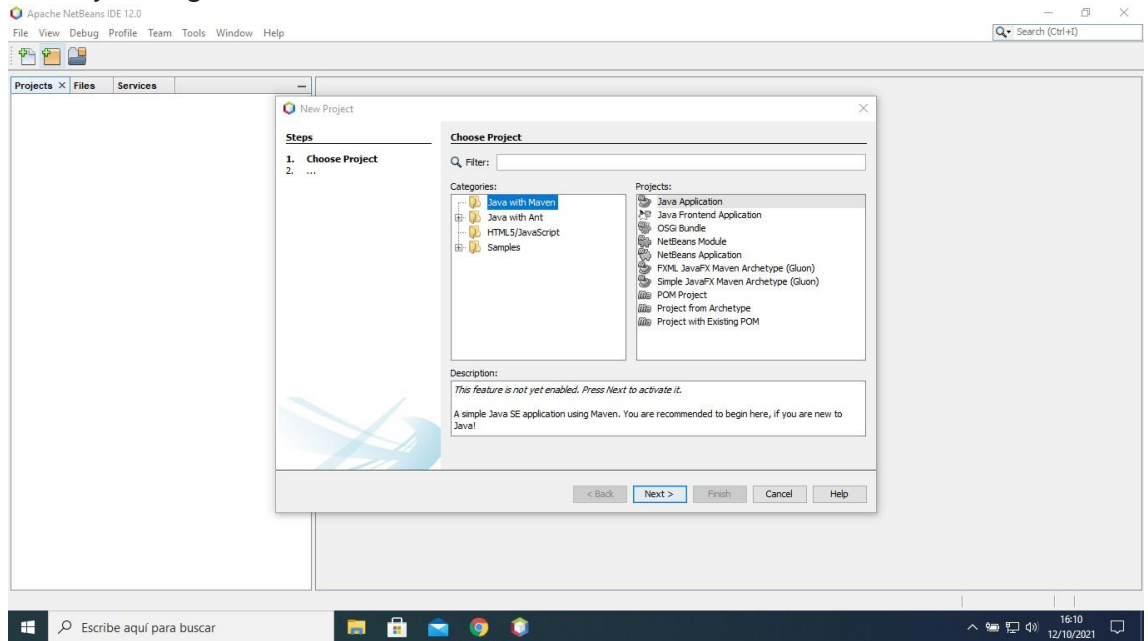 Apache NetBeans IDE 12.0
File View Debug Profile Team Tools Window Help
Search (Ctrl+I)
Projects Files Services
New Project
Steps
1. Choose Project
2. ...
Choose Project
Filter:
Categories:
Java with Maven
Java with Ant
HTML5/JavaScript
Samples
Projects:
Java Application
Java Frontend Application
OSGi Bundle
NetBeans Module
NetBeans Application
FXML JavaFX Maven Archetype (Gluon)
Simple JavaFX Maven Archetype (Gluon)
POM Project
Project from Archetype
Project with Existing POM
Description:
This feature is not yet enabled. Press Next to activate it.
A simple Java SE application using Maven. You are recommended to begin here, if you are new to
Java!
< Back Next > Finish Cancel Help
Escribe aquí para buscar
16:10
12/10/2021